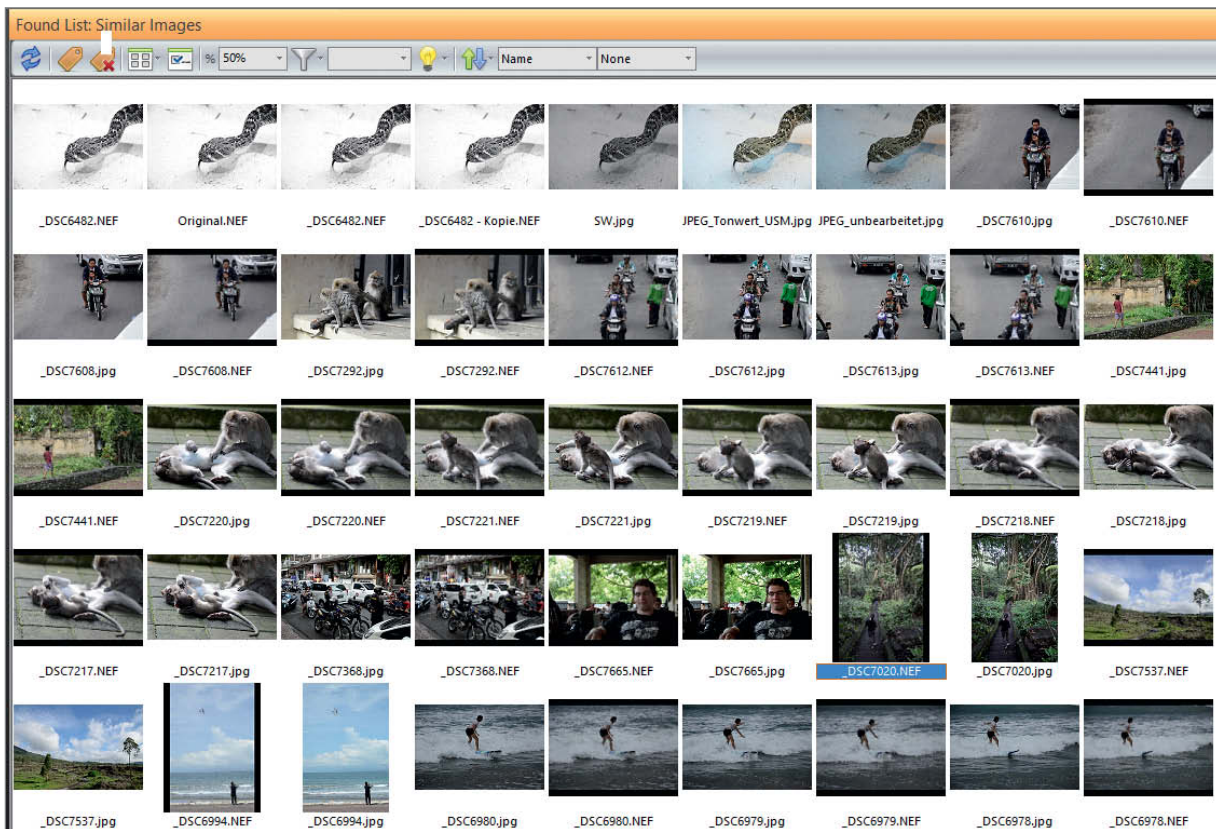 Found List: Similar Images
% 50% Name None
_DSC6482.NEF Original.NEF _DSC6482.NEF _DSC6482 - Kopie.NEF SW.jpg JPEG_Tonwert_USM.jpg JPEG_unbearbeitet.jpg _DSC7610.jpg _DSC7610.NEF
_DSC7608.jpg _DSC7608.NEF _DSC7292.jpg _DSC7292.NEF _DSC7612.NEF _DSC7612.jpg _DSC7613.jpg _DSC7613.NEF _DSC7441.jpg
_DSC7441.NEF _DSC7220.jpg _DSC7220.NEF _DSC7221.NEF _DSC7221.jpg _DSC7219.NEF _DSC7219.jpg _DSC7218.NEF _DSC7218.jpg
_DSC7217.NEF _DSC7217.jpg _DSC7368.jpg _DSC7368.NEF _DSC7665.NEF _DSC7665.jpg _DSC7020.NEF _DSC7020.jpg _DSC7537.NEF
_DSC7537.jpg _DSC6994.NEF _DSC6994.jpg _DSC6980.jpg _DSC6980.NEF _DSC6979.jpg _DSC6979.NEF _DSC6978.jpg _DSC6978.NEF